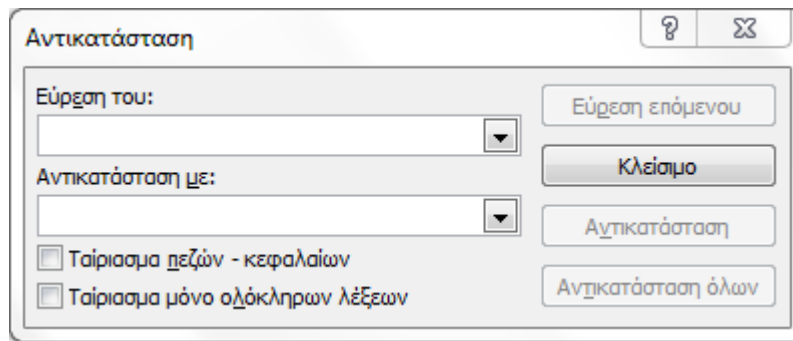 Αντικατάσταση
Εύρεση του:
Εύρεση επόμενου
Κλείσιμο
Αντικατάσταση με:
Αντικατάσταση
Ταίριασμα πεζών - κεφαλαίων
Ταίριασμα μόνο ολόκληρων λέξεων
Αντικατάσταση όλων